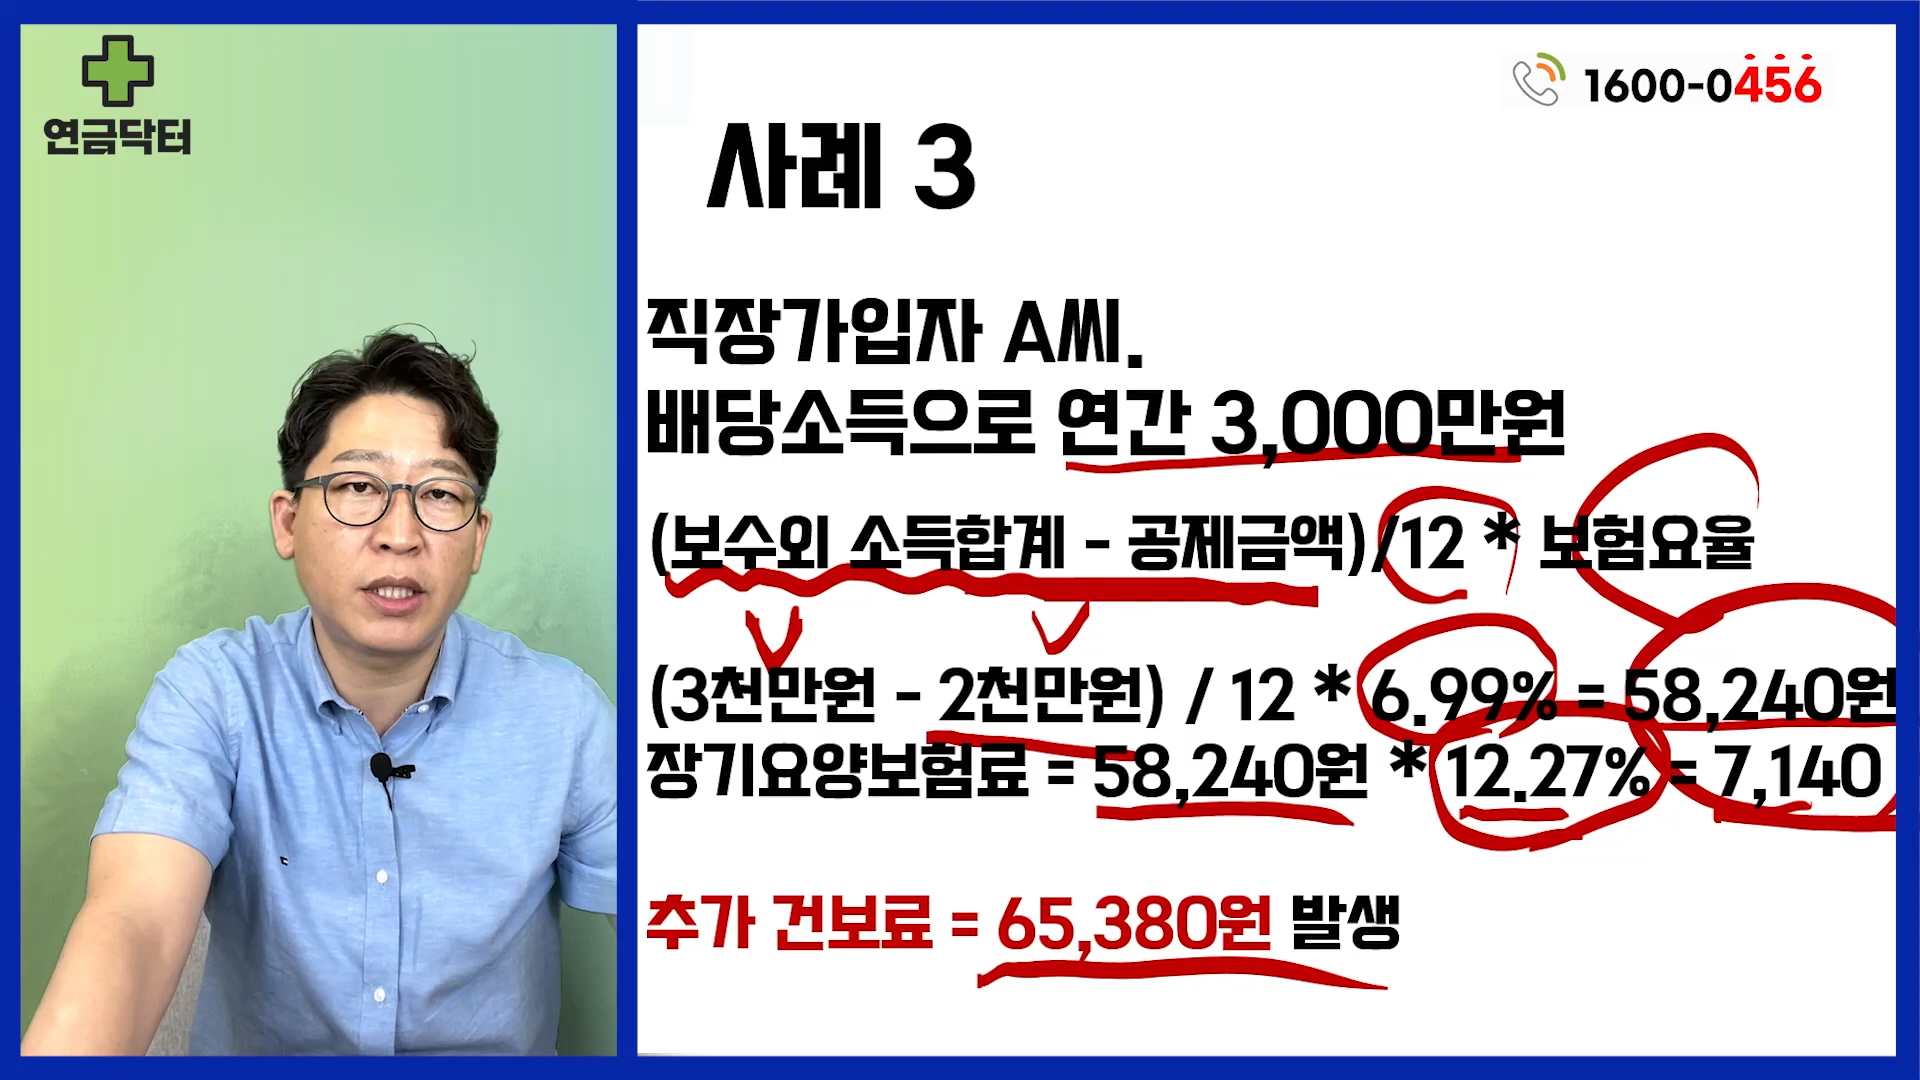 연금닥터
1600-0456
사례 3
직장가입자 A씨.
배당소득으로 연간 3,000만원
(보수외 소득합계 - 공제금액)/12 * 보험요율
(3천만원 - 2천만원) / 12 * 6.99% = 58,240원
장기요양보험료 = 58,240원 * 12.27% = 7,140
추가 건보료 = 65,380원 발생